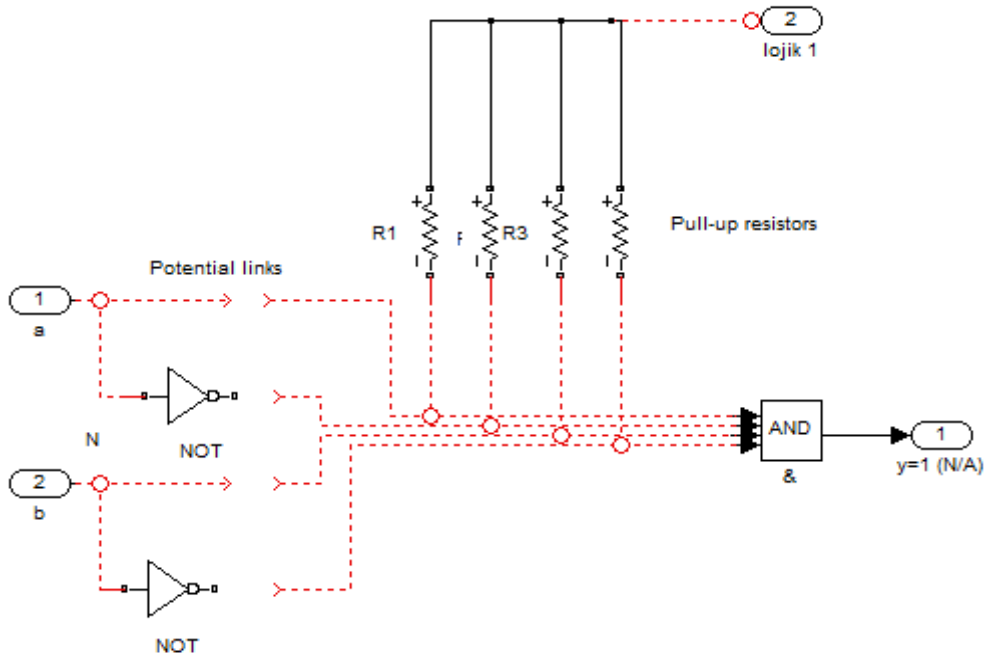 2
lojik 1
R1
R3
Pull-up resistors
Potential links
1
a
N
NOT
AND
&
1
y=1 (N/A)
2
b
NOT